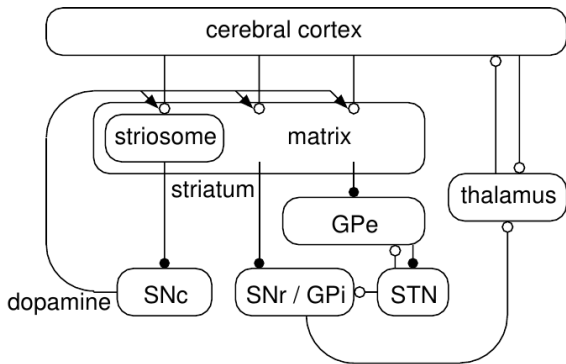 cerebral cortex
striosome
matrix
striatum
thalamus
GPe
dopamine
SNc
SNr / GPi
STN